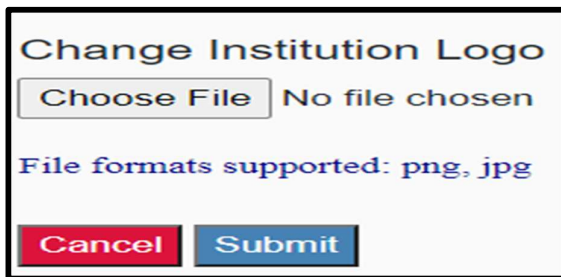 Change Institution Logo
Choose File No file chosen
File formats supported: png, jpg
Cancel Submit